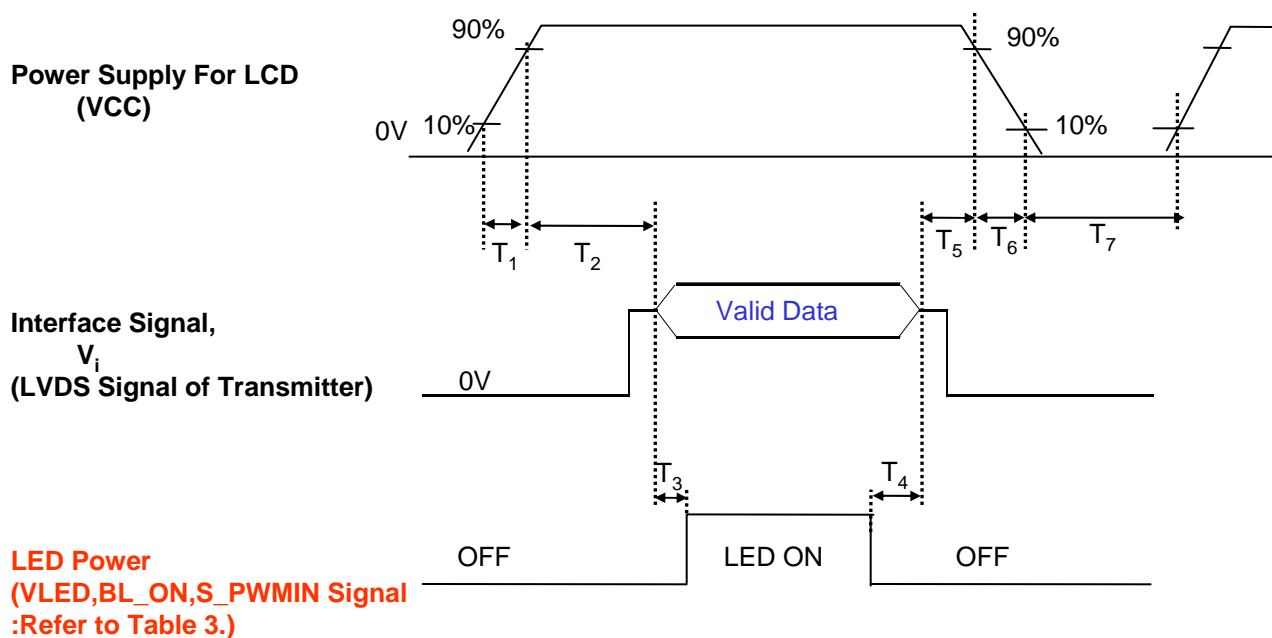 90%
90%
Power Supply For LCD
(VCC)
0V
10%
10%
T1
T2
T5
T6
T7
Valid Data
Interface Signal,
Vi
(LVDS Signal of Transmitter)
0V
T3
T4
LED Power
(VLED,BL_ON,S_PWMIN Signal
:Refer to Table 3.)
OFF
LED ON
OFF